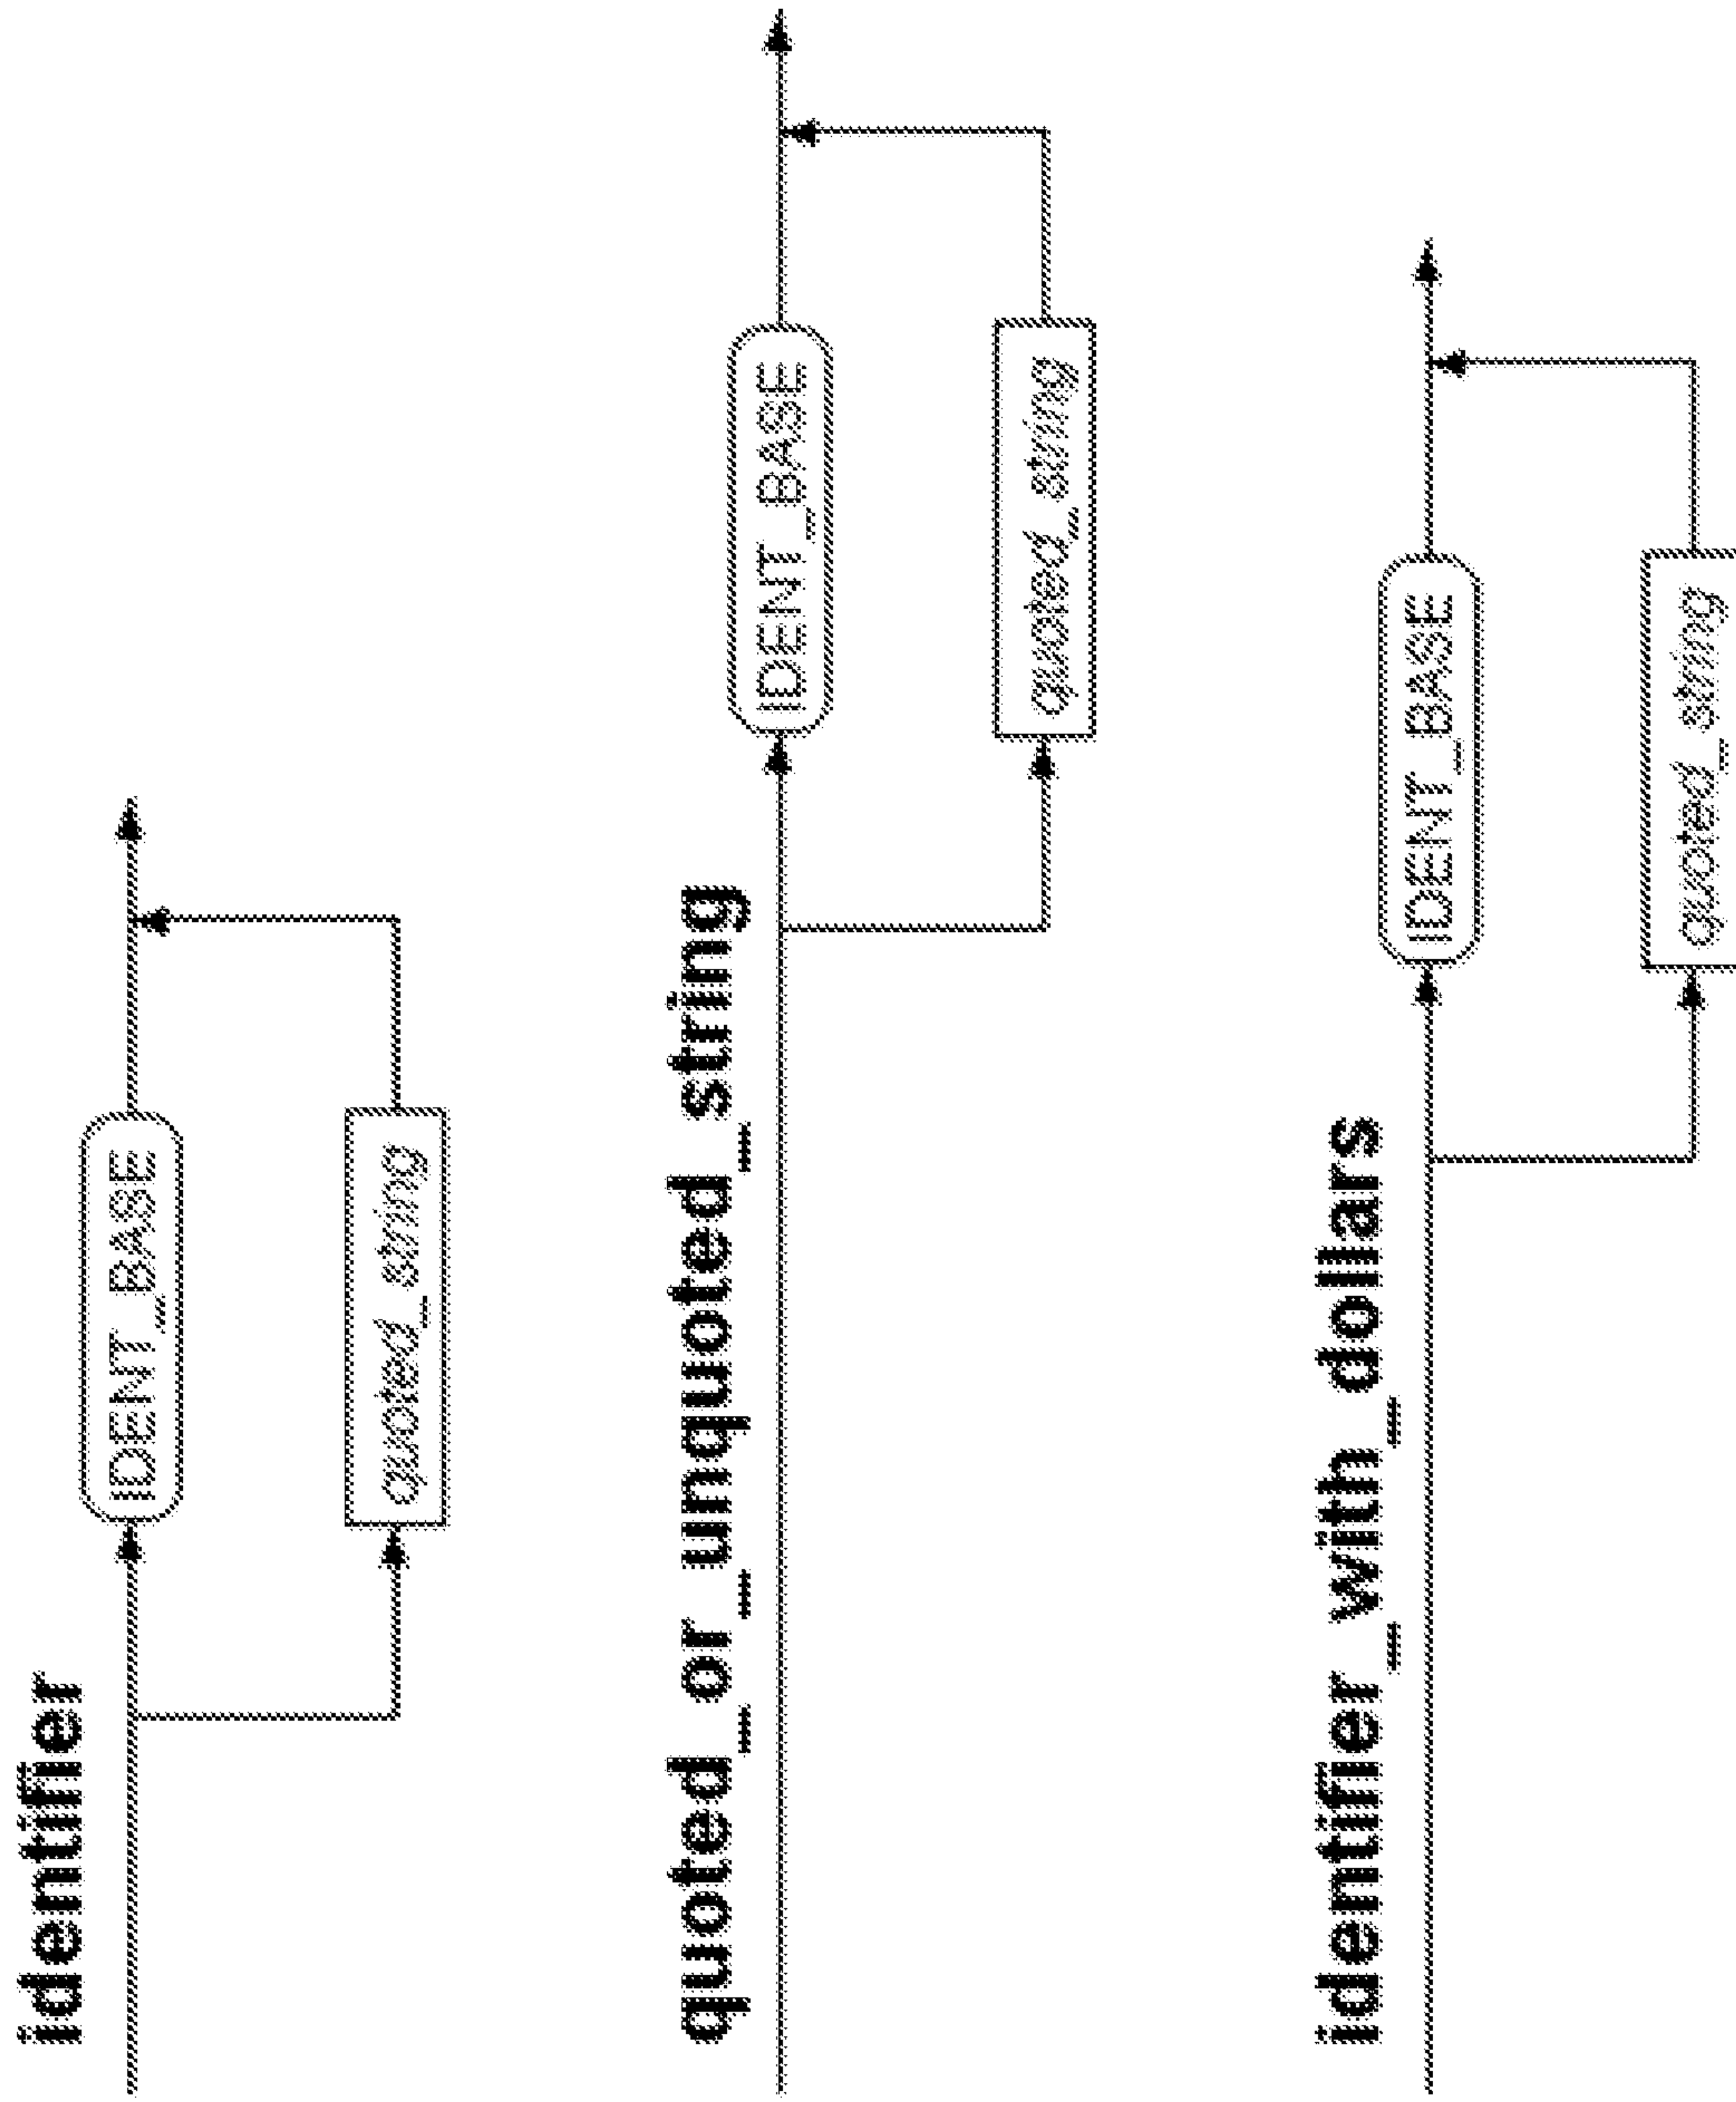 identifier
IDENT_BASE
quoted_string
quoted_or_unquoted_string
IDENT_BASE
quoted_string
identifier_with_dollars
IDENT_BASE
quoted_string